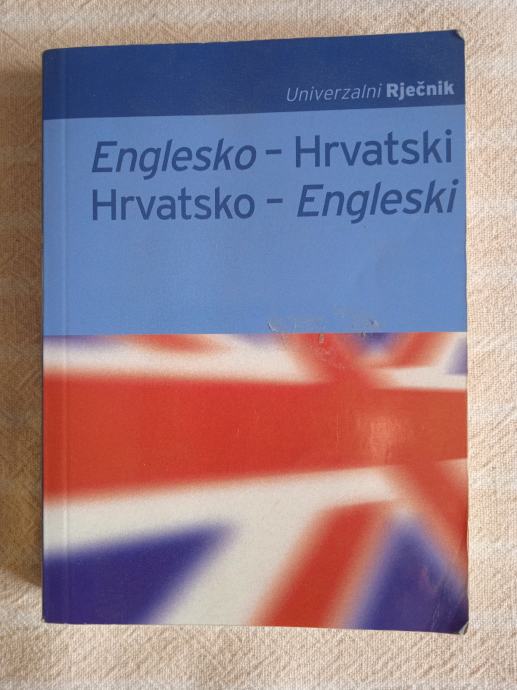 Univerzalni Rječnik
Englesko – Hrvatski
Hrvatsko – Engleski